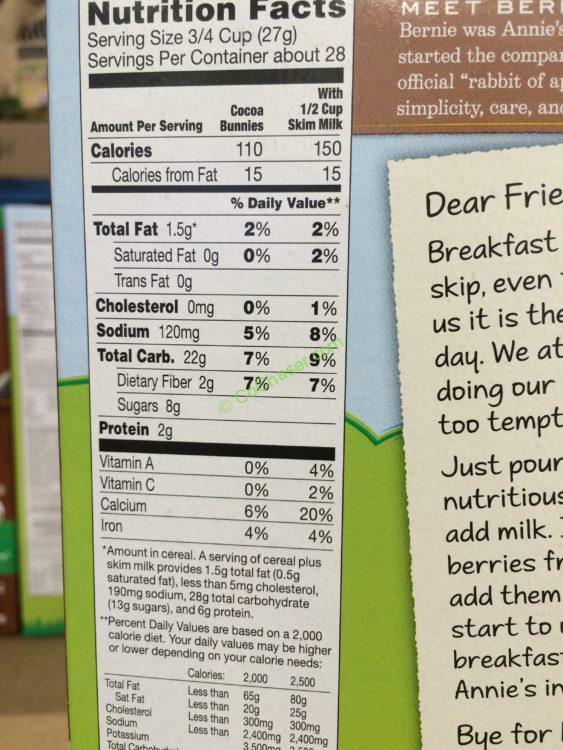 Nutrition Facts
Serving Size 3/4 Cup (27g)
Servings Per Container about 28
Amount Per Serving Cocoa Bunnies With 1/2 Cup Skim Milk
Calories 110 150
Calories from Fat 15 15
% Daily Value**
Total Fat 1.5g* 2% 2%
Saturated Fat 0g 0% 2%
Trans Fat 0g
Cholesterol 0mg 0% 1%
Sodium 120mg 5% 8%
Total Carb. 22g 7% 9%
Dietary Fiber 2g 7% 7%
Sugars 8g
Protein 2g
Vitamin A 0% 4%
Vitamin C 0% 2%
Calcium 6% 20%
Iron 4% 4%
*Amount in cereal. A serving of cereal plus
skim milk provides 1.5g total fat (0.5g
saturated fat), less than 5mg cholesterol,
190mg sodium, 28g total carbohydrate
(13g sugars), and 6g protein.
**Percent Daily Values are based on a 2,000
calorie diet. Your daily values may be higher
or lower depending on your calorie needs:
Calories: 2,000 2,500
Total Fat Less than 65g 80g
Sat Fat Less than 20g 25g
Cholesterol Less than 300mg 300mg
Sodium Less than 2,400mg 2,400mg
Potassium 3,500mg
Total
MEET
Bernie was Annie's
started the
official "rabbit of
simplicity, care,
Dear
Breakfast
skip, even
us it is the
day. We
doing our
too
Just pour
nutritious
add milk.
berries
add them
start to
Annie's
Bye for